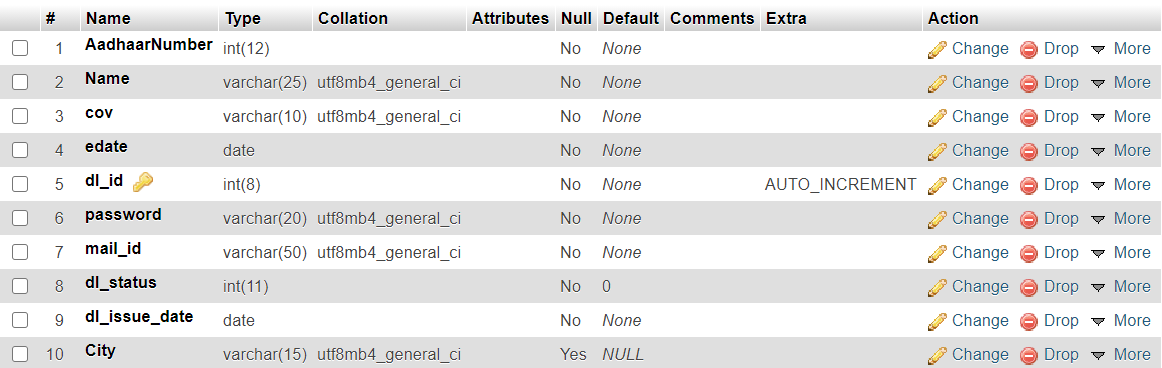 # Name Type Collation Attributes Null Default Comments Extra Action
1 AadhaarNumber int(12) No None Change Drop More
2 Name varchar(25) utf8mb4_general_ci No None Change Drop More
3 cov varchar(10) utf8mb4_general_ci No None Change Drop More
4 edate date No None Change Drop More
5 dl_id int(8) No None AUTO_INCREMENT Change Drop More
6 password varchar(20) utf8mb4_general_ci No None Change Drop More
7 mail_id varchar(50) utf8mb4_general_ci No None Change Drop More
8 dl_status int(11) No 0 Change Drop More
9 dl_issue_date date No None Change Drop More
10 City varchar(15) utf8mb4_general_ci Yes NULL Change Drop More